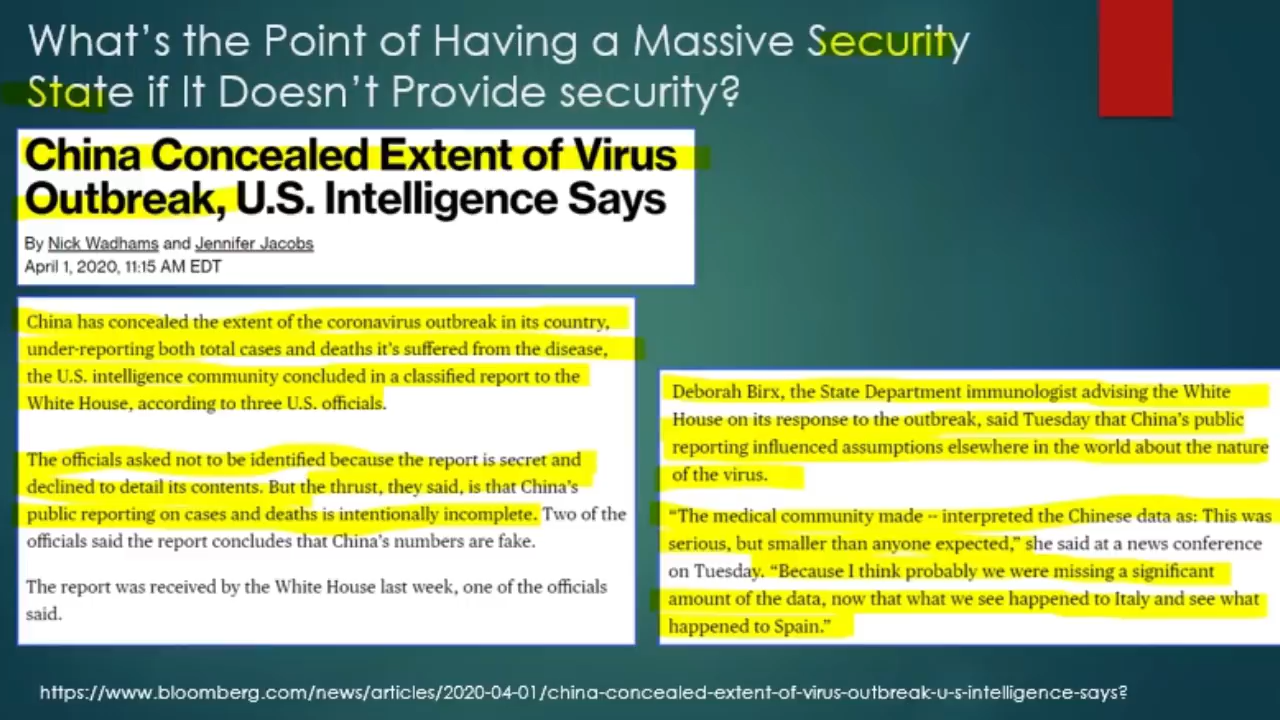 What's the Point of Having a Massive Security
State if It Doesn't Provide security?
China Concealed Extent of Virus
Outbreak, U.S. Intelligence Says
By Nick Wadhams and Jennifer Jacobs
April 1, 2020, 11:15 AM EDT
China has concealed the extent of the coronavirus outbreak in its country,
under-reporting both total cases and deaths it's suffered from the disease,
the U.S. intelligence community concluded in a classified report to the
White House, according to three U.S. officials.
The officials asked not to be identified because the report is secret and
declined to detail its contents. But the thrust, they said, is that China's
public reporting on cases and deaths is intentionally incomplete. Two of the
officials said the report concludes that China's numbers are fake.
The report was received by the White House last week, one of the officials
said.
Deborah Birx, the State Department immunologist advising the White
House on its response to the outbreak, said Tuesday that China's public
reporting influenced assumptions elsewhere in the world about the nature
of the virus.
“The medical community made -- interpreted the Chinese data as: This was
serious, but smaller than anyone expected,” she said at a news conference
on Tuesday. “Because I think probably we were missing a significant
amount of the data, now that what we see happened to Italy and see what
happened to Spain.”
https://www.bloomberg.com/news/articles/2020-04-01/china-concealed-extent-of-virus-outbreak-u-s-intelligence-says?